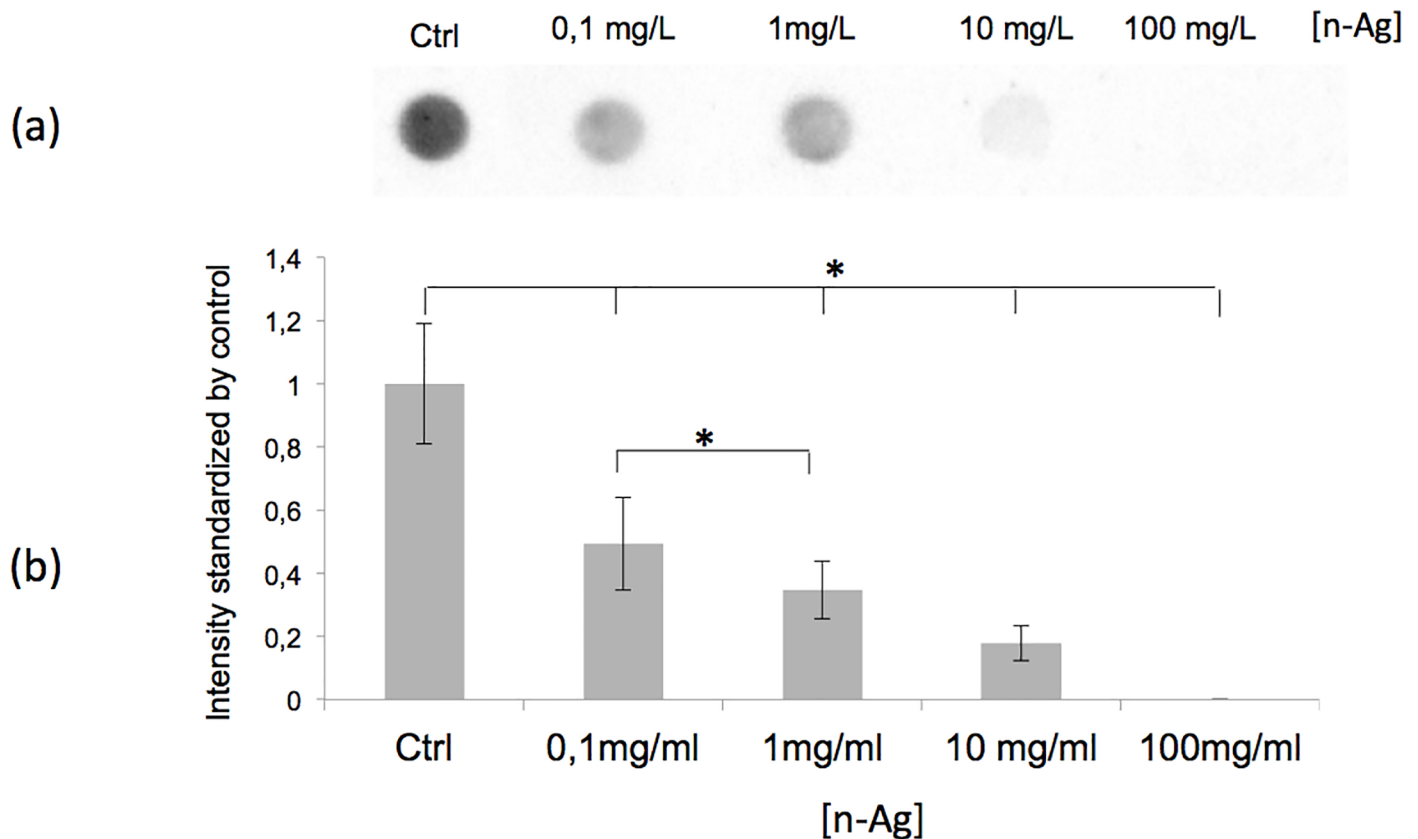 Ctrl 0,1 mg/L 1mg/L 10 mg/L 100 mg/L [n-Ag]
(a)
1,4
*
1,2
1
0,8
*
0,6
0,4
0,2
0
Intensity standardized by control
(b)
Ctrl 0,1mg/ml 1mg/ml 10 mg/ml 100mg/ml
[n-Ag]